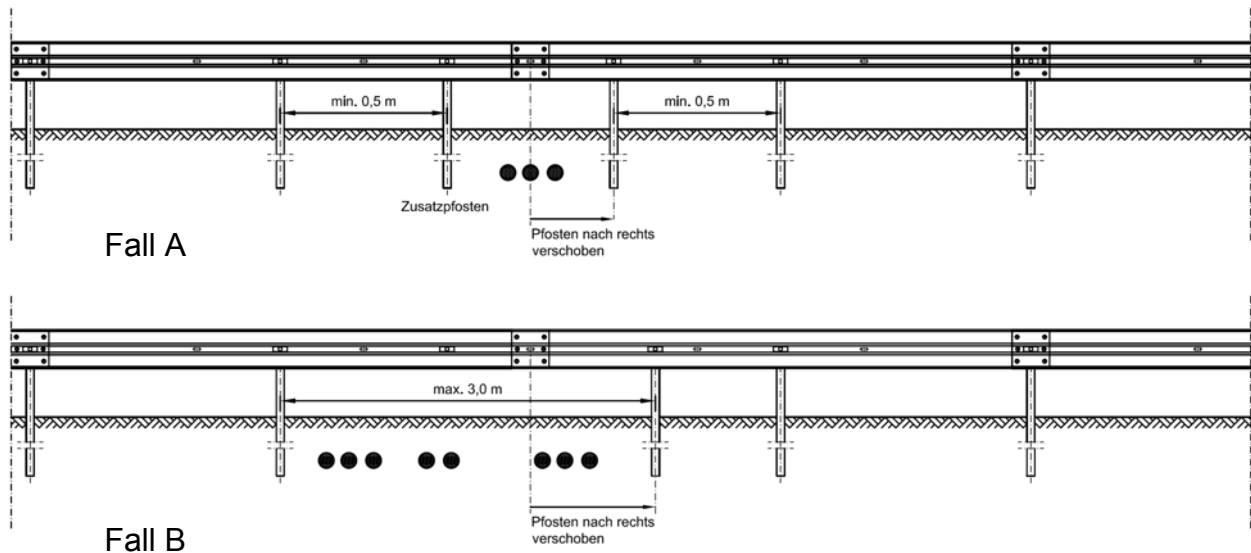 min. 0,5 m
min. 0,5 m
Zusatzpfosten
Pfosten nach rechts
verschoben
Fall A
max. 3,0 m
Pfosten nach rechts
verschoben
Fall B